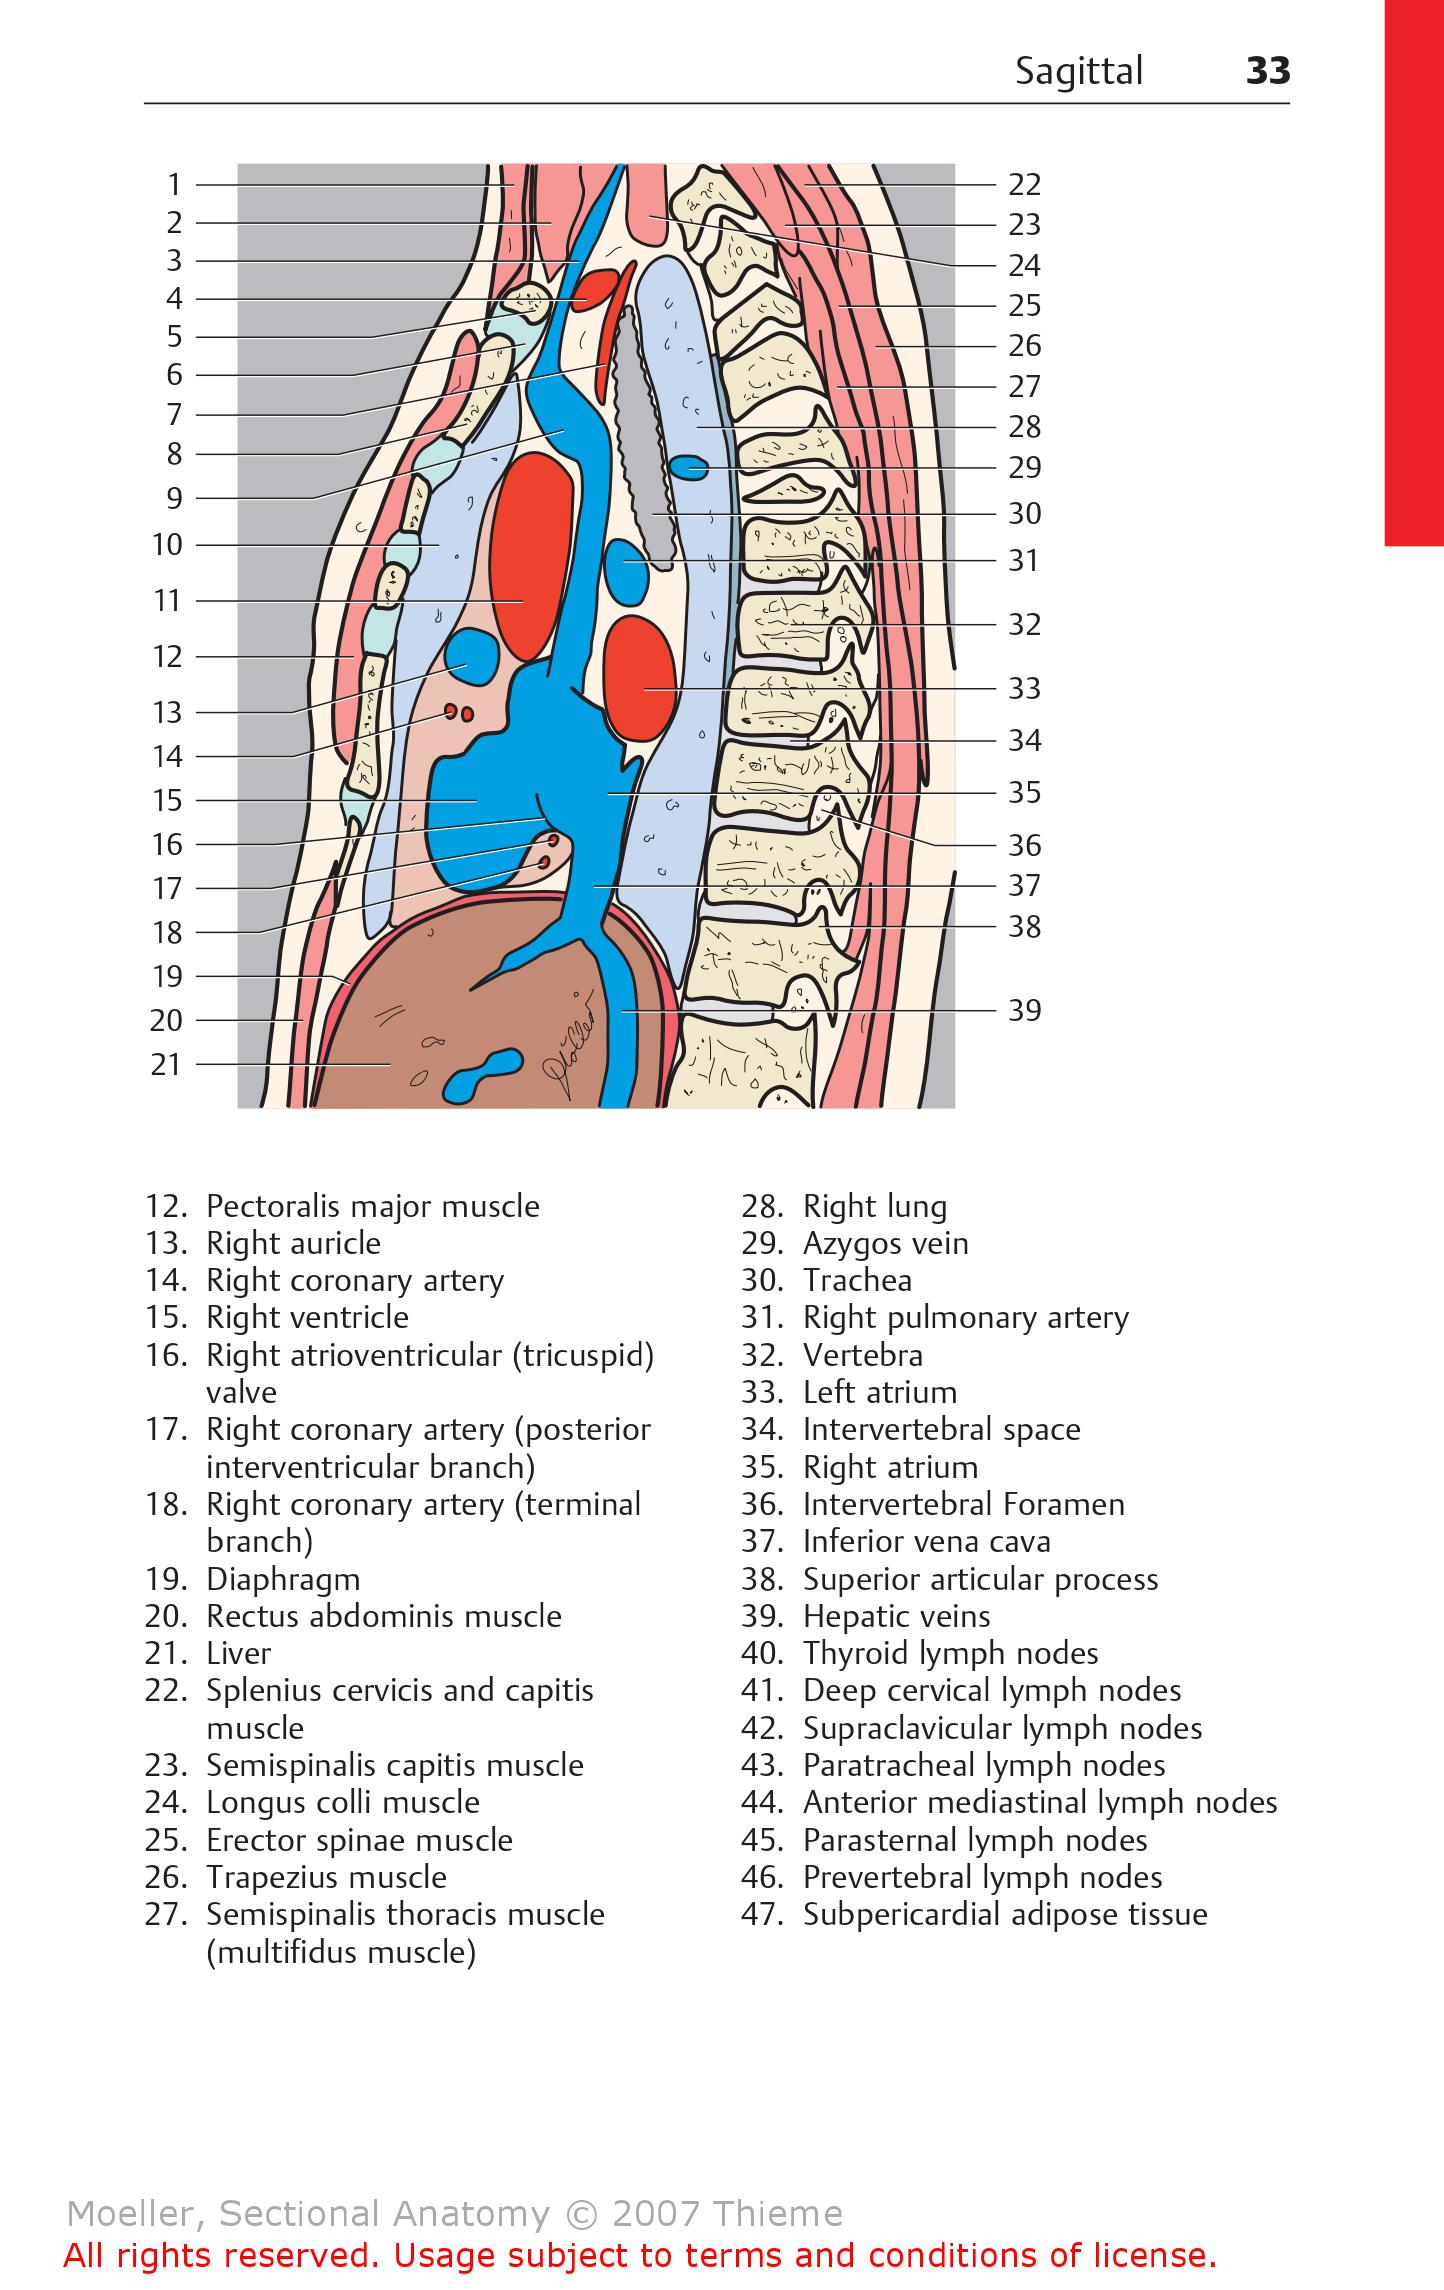 Sagittal 33
1
2
3
4
5
6
7
8
9
10
11
12
13
14
15
16
17
18
19
20
21
22
23
24
25
26
27
28
29
30
31
32
33
34
35
36
37
38
39
12. Pectoralis major muscle
13. Right auricle
14. Right coronary artery
15. Right ventricle
16. Right atrioventricular (tricuspid)
valve
17. Right coronary artery (posterior
interventricular branch)
18. Right coronary artery (terminal
branch)
19. Diaphragm
20. Rectus abdominis muscle
21. Liver
22. Splenius cervicis and capitis
muscle
23. Semispinalis capitis muscle
24. Longus colli muscle
25. Erector spinae muscle
26. Trapezius muscle
27. Semispinalis thoracis muscle
(multifidus muscle)
28. Right lung
29. Azygos vein
30. Trachea
31. Right pulmonary artery
32. Vertebra
33. Left atrium
34. Intervertebral space
35. Right atrium
36. Intervertebral Foramen
37. Inferior vena cava
38. Superior articular process
39. Hepatic veins
40. Thyroid lymph nodes
41. Deep cervical lymph nodes
42. Supraclavicular lymph nodes
43. Paratracheal lymph nodes
44. Anterior mediastinal lymph nodes
45. Parasternal lymph nodes
46. Prevertebral lymph nodes
47. Subpericardial adipose tissue
Moeller, Sectional Anatomy © 2007 Thieme
All rights reserved. Usage subject to terms and conditions of license.